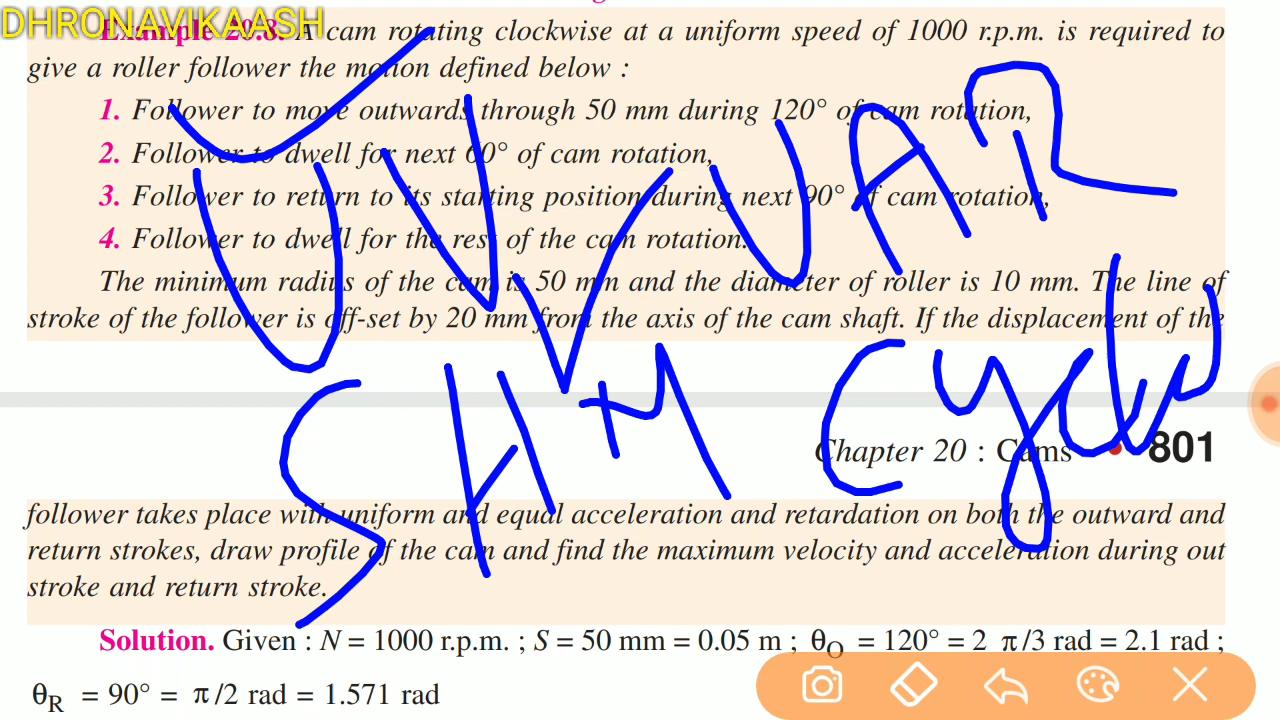 DHRONAVIKAASH
Example 20.8. A cam rotating clockwise at a uniform speed of 1000 r.p.m. is required to
give a roller follower the motion defined below :
1. Follower to move outwards through 50 mm during 120° of cam rotation,
2. Follower to dwell for next 60° of cam rotation,
3. Follower to return to its starting position during next 90° of cam rotation,
4. Follower to dwell for the rest of the cam rotation.
The minimum radius of the cam is 50 mm and the diameter of roller is 10 mm. The line of
stroke of the follower is off-set by 20 mm from the axis of the cam shaft. If the displacement of the
SHM Cycle
Chapter 20 : Cams • 801
follower takes place with uniform and equal acceleration and retardation on both the outward and
return strokes, draw profile of the cam and find the maximum velocity and acceleration during out
stroke and return stroke.
Solution. Given : N = 1000 r.p.m. ; S = 50 mm = 0.05 m ; θO = 120° = 2 π/3 rad = 2.1 rad ;
θR = 90° = π/2 rad = 1.571 rad